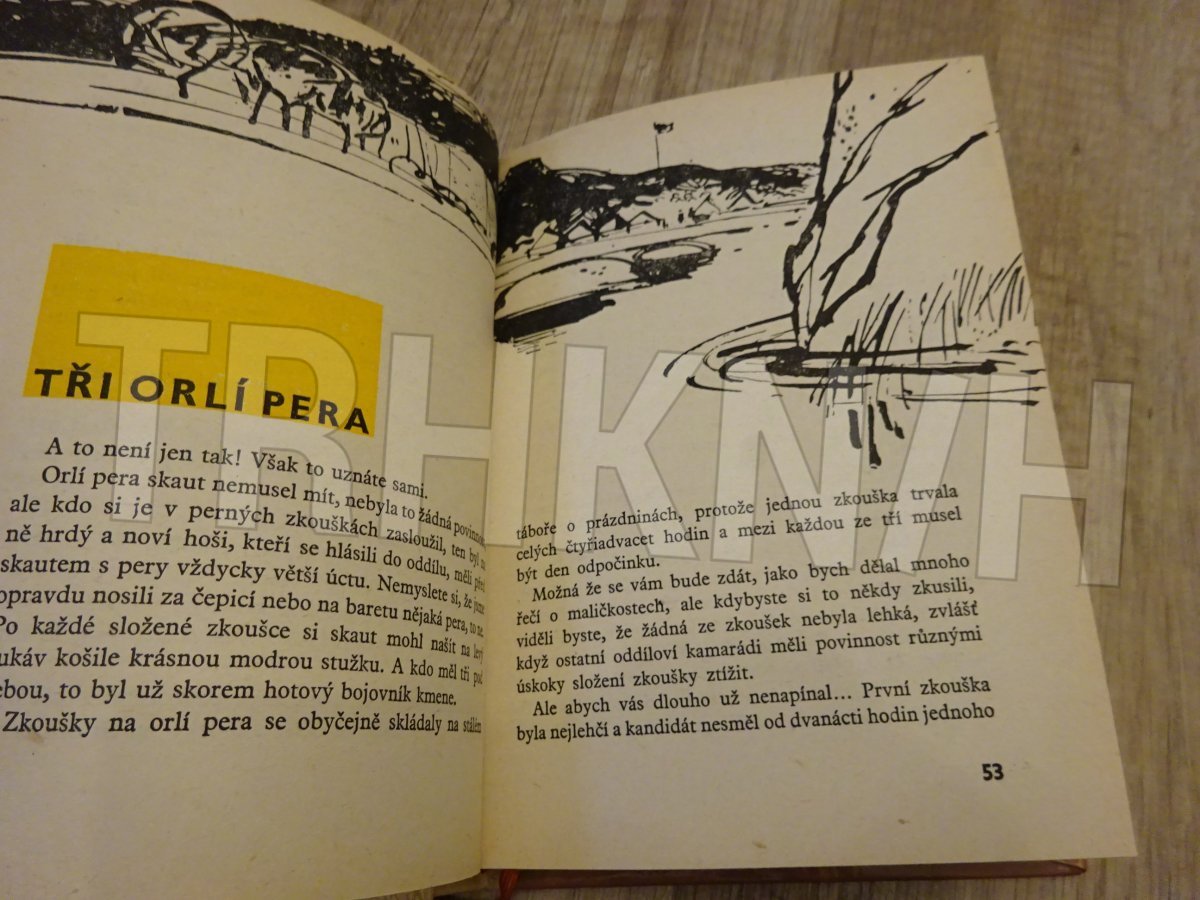 TŘI ORLÍ PERA
A to není jen tak! Však to uznáte sami.
Orlí pera skaut nemusel mít, nebyla to žádná povinnost,
ale kdo si je v perných zkouškách zasloužil, ten byl na
ně hrdý a noví hoši, kteří se hlásili do oddílu, měli před
skautem s pery vždycky větší úctu. Nemyslete si, že jsme
opravdu nosili za čepicí nebo na baretu nějaká pera, to ne.
Po každé složené zkoušce si skaut mohl našít na levý
ukáv košile krásnou modrou stužku. A kdo měl tři pod
ebou, to byl už skorem hotový bojovník kmene.
Zkoušky na orlí pera se obyčejně skládaly na stálém
táboře o prázdninách, protože jednou zkouška trvala
celých čtyřiadvacet hodin a mezi každou ze tří musel
být den odpočinku.
Možná že se vám bude zdát, jako bych dělal mnoho
řečí o maličkostech, ale kdybyste si to někdy zkusili,
viděli byste, že žádná ze zkoušek nebyla lehká, zvlášť
když ostatní oddíloví kamarádi měli povinnost různými
úskoky složení zkoušky ztížit.
Ale abych vás dlouho už nenapínal... První zkouška
byla nejlehčí a kandidát nesměl od dvanácti hodin jednoho
53
TRHKNIH